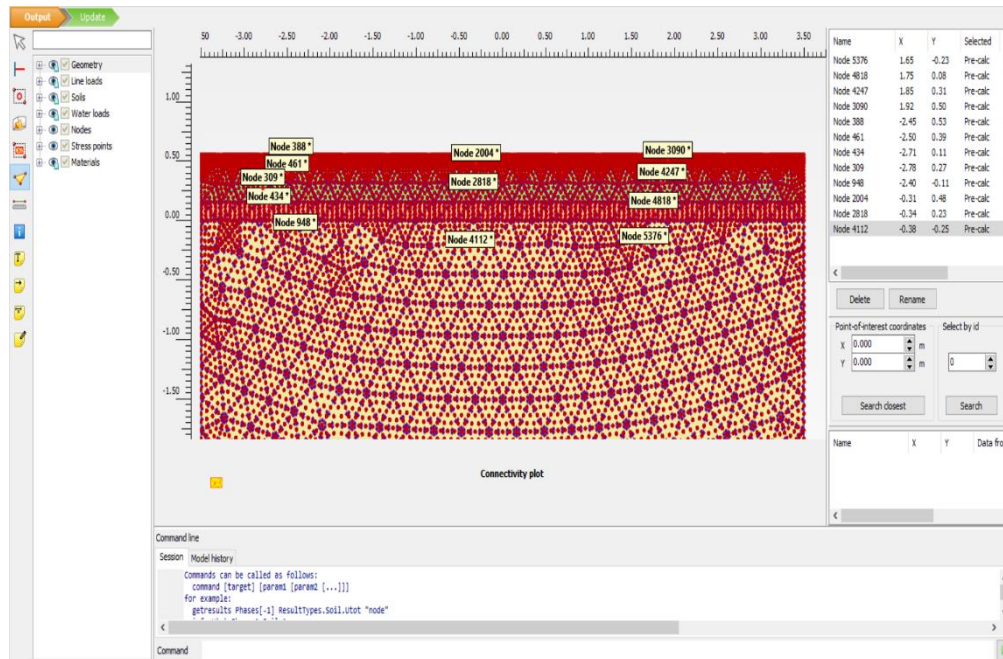 Output Update
Geometry
Line loads
Soils
Water loads
Nodes
Stress points
Materials
50 -3.00 -2.50 -2.00 -1.50 -1.00 -0.50 0.00 0.50 1.00 1.50 2.00 2.50 3.00 3.50
1.00
0.50
0.00
-0.50
-1.00
-1.50
Node 388 *
Node 2004 *
Node 3090 *
Node 461 *
Node 309 *
Node 2818 *
Node 4247 *
Node 434 *
Node 4818 *
Node 948 *
Node 4112 *
Node 5376 *
Connectivity plot
Name X Y Selected
Node 5376 1.65 -0.23 Pre-calc
Node 4818 1.75 0.08 Pre-calc
Node 4247 1.85 0.31 Pre-calc
Node 3090 1.92 0.50 Pre-calc
Node 388 -2.45 0.53 Pre-calc
Node 461 -2.50 0.39 Pre-calc
Node 434 -2.71 0.11 Pre-calc
Node 309 -2.78 0.27 Pre-calc
Node 948 -2.40 -0.11 Pre-calc
Node 2004 -0.31 0.48 Pre-calc
Node 2818 -0.34 0.23 Pre-calc
Node 4112 -0.38 -0.25 Pre-calc
Delete Rename
Point-of-interest coordinates Select by id
X 0.000 m
Y 0.000 m
0
Search closest Search
Name X Y Data fro
Command line
Session Model history
Commands can be called as follows:
command [target] [param1 [param2 [...]]]
for example:
getresults Phases[-1] ResultTypes.Soil.Utot "node"
Command